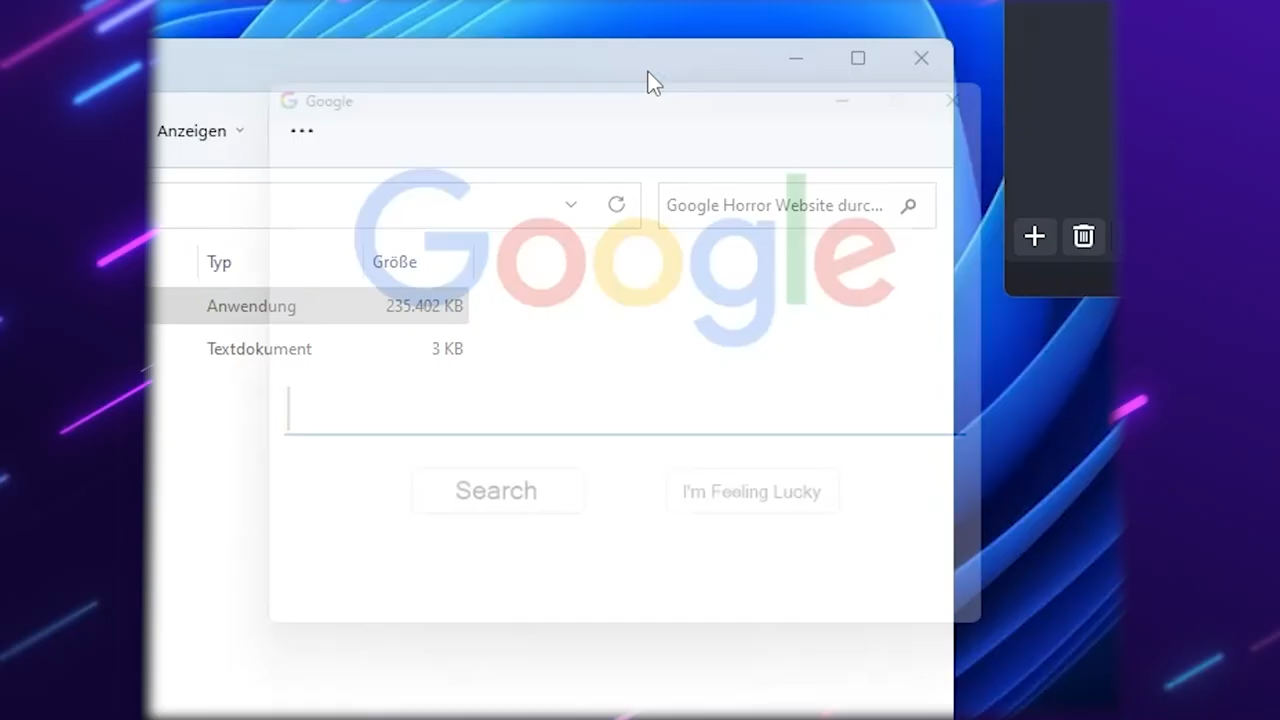 Google
Anzeigen
Google Horror Website durc...
Google
Typ
Größe
Anwendung
235.402 KB
Textdokument
3 KB
Search
I'm Feeling Lucky